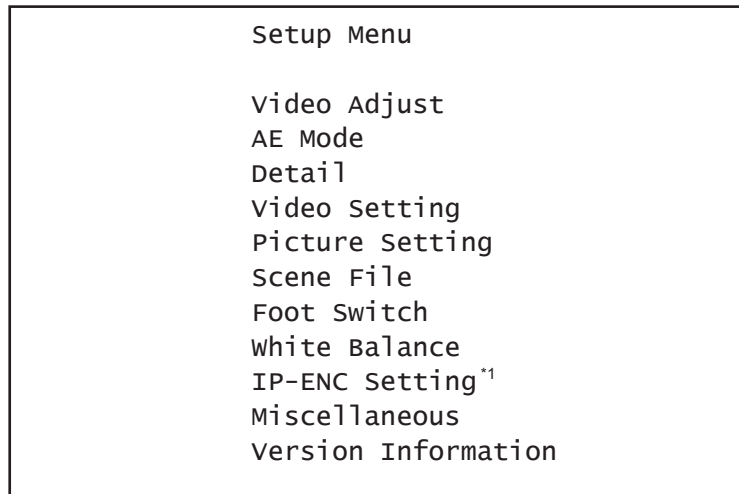 Setup Menu
Video Adjust
AE Mode
Detail
Video Setting
Picture Setting
Scene File
Foot Switch
White Balance
IP-ENC Setting*1
Miscellaneous
Version Information